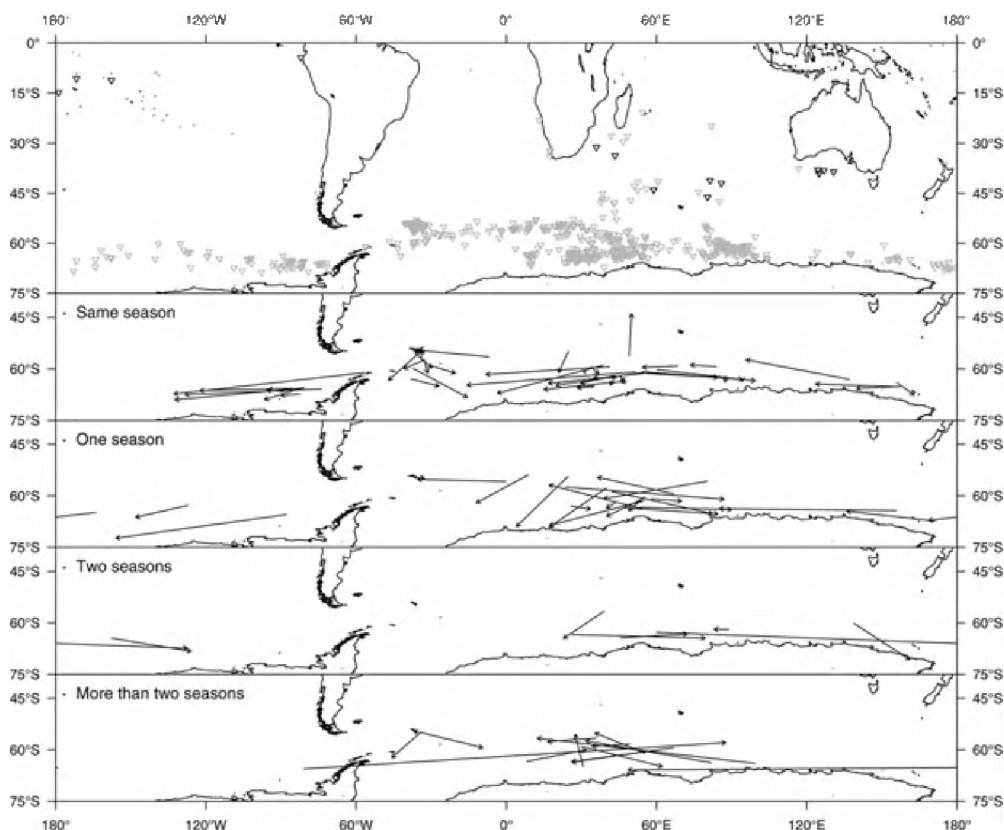 180° 120°W 60°W 0° 60°E 120°E 180°
0° 0°
15°S 15°S
30°S 30°S
45°S 45°S
60°S 60°S
75°S 75°S
Same season
45°S 45°S
60°S 60°S
75°S 75°S
One season
45°S 45°S
60°S 60°S
75°S 75°S
Two seasons
45°S 45°S
60°S 60°S
75°S 75°S
More than two seasons
45°S 45°S
60°S 60°S
75°S 75°S
180° 120°W 60°W 0° 60°E 120°E 180°